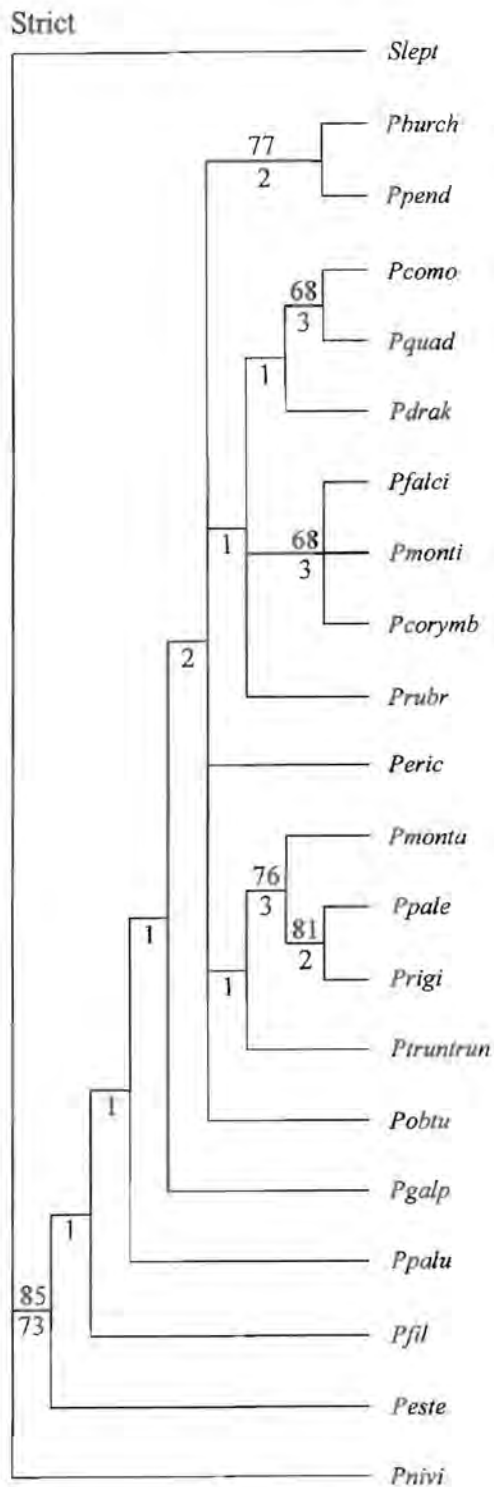 Strict
Slept
Pburch
77
2
Ppend
Pcomo
68
3
Pquad
1
Pdrak
Pfalci
1
68
3
Pmonti
Pcorymb
2
Prubr
Peric
Pmonta
76
3
Ppale
81
2
1
1
Prigi
Ptruntrun
1
Pobtu
Pgalp
1
Ppalu
85
73
Pfil
Peste
Pnivi